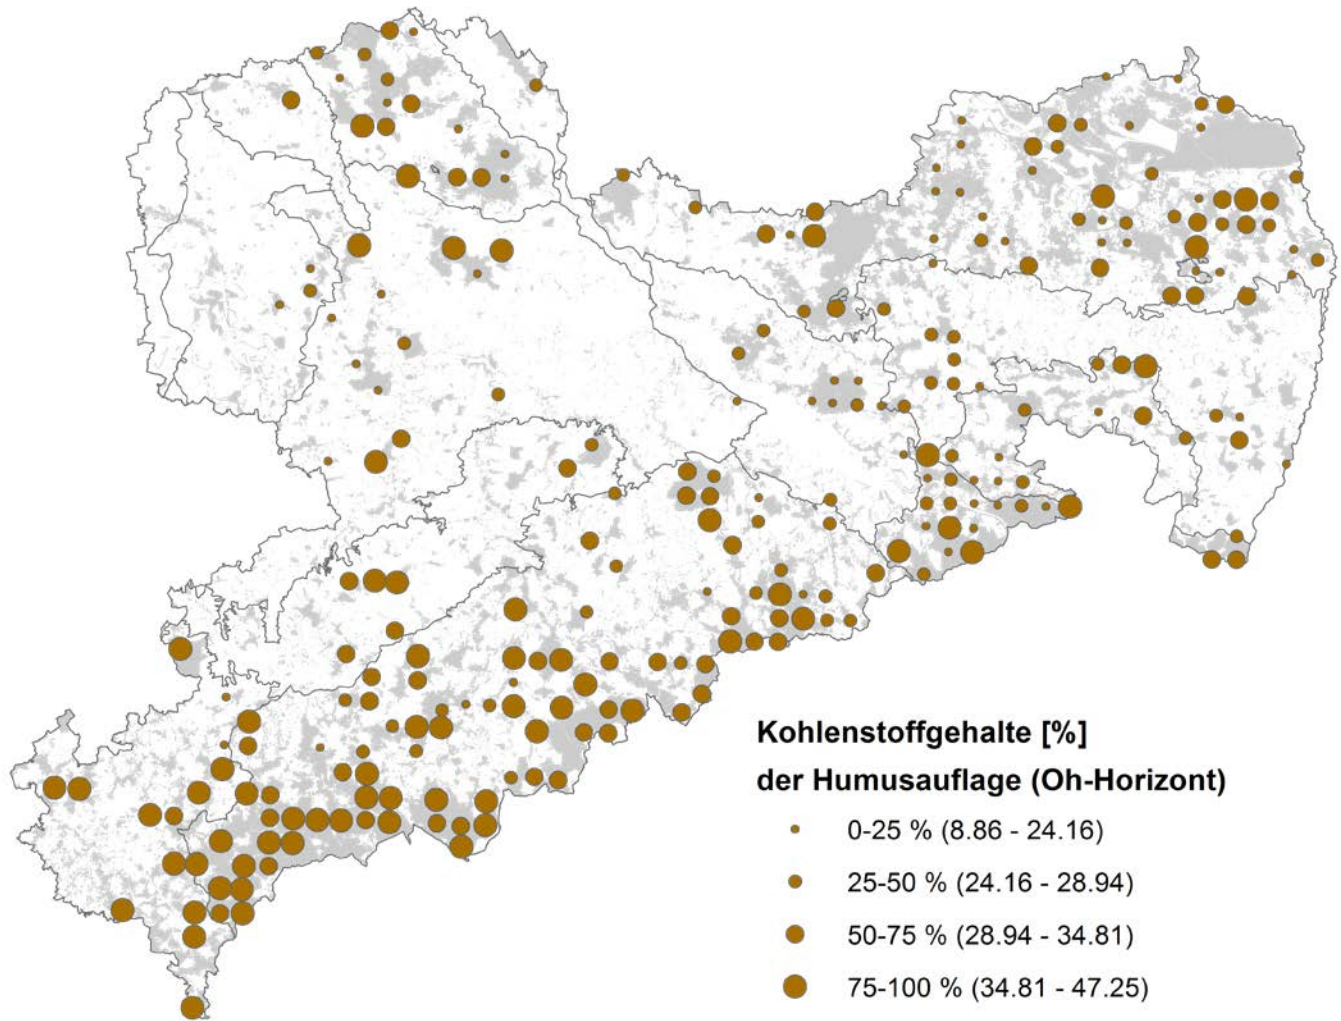 Kohlenstoffgehalte [%]
der Humusauflage (Oh-Horizont)
0-25 % (8.86 - 24.16)
25-50 % (24.16 - 28.94)
50-75 % (28.94 - 34.81)
75-100 % (34.81 - 47.25)